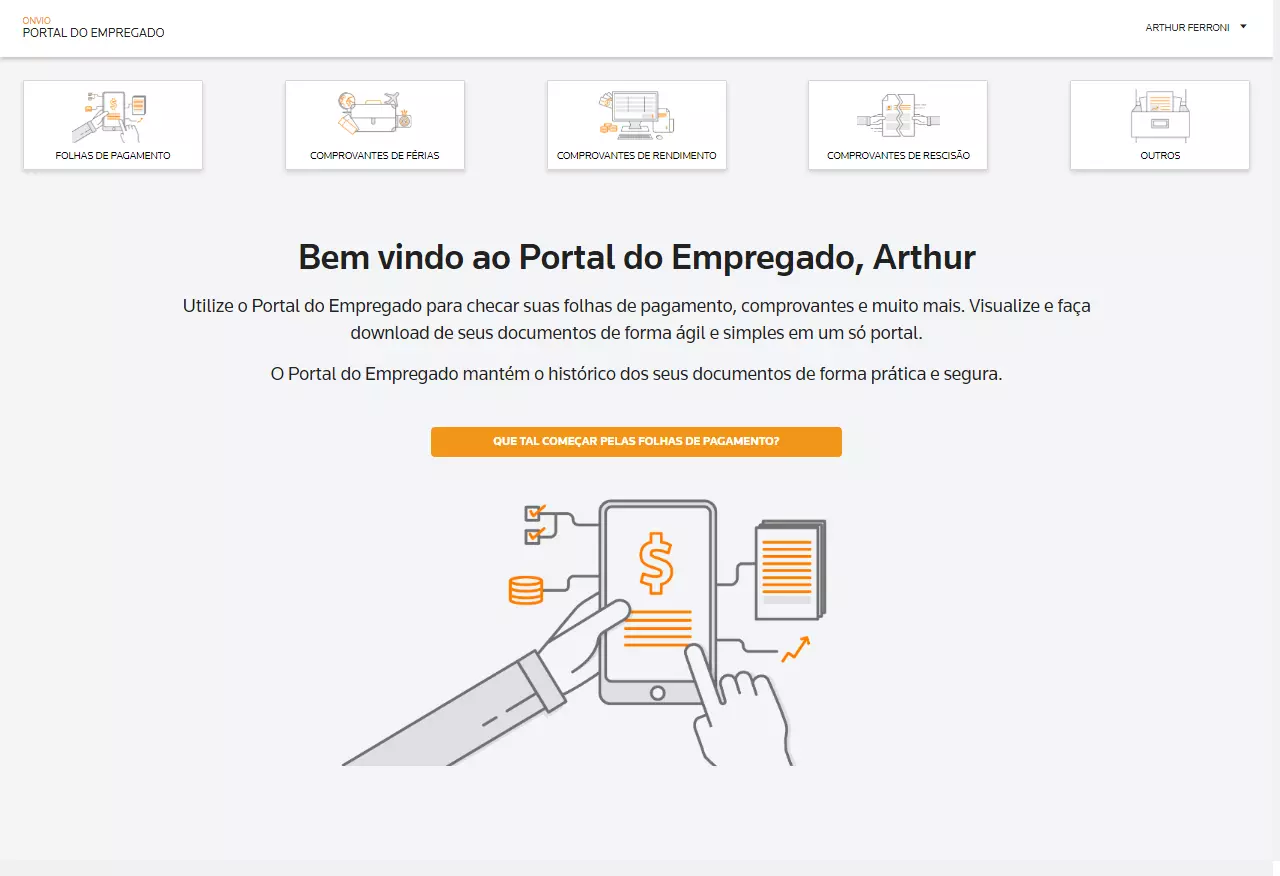 ONVIO
PORTAL DO EMPREGADO
ARTHUR FERRONI
FOLHAS DE PAGAMENTO
COMPROVANTES DE FÉRIAS
COMPROVANTES DE RENDIMENTO
COMPROVANTES DE RESCISÃO
OUTROS
Bem vindo ao Portal do Empregado, Arthur
Utilize o Portal do Empregado para checar suas folhas de pagamento, comprovantes e muito mais. Visualize e faça
download de seus documentos de forma ágil e simples em um só portal.
O Portal do Empregado mantém o histórico dos seus documentos de forma prática e segura.
QUE TAL COMEÇAR PELAS FOLHAS DE PAGAMENTO?
$